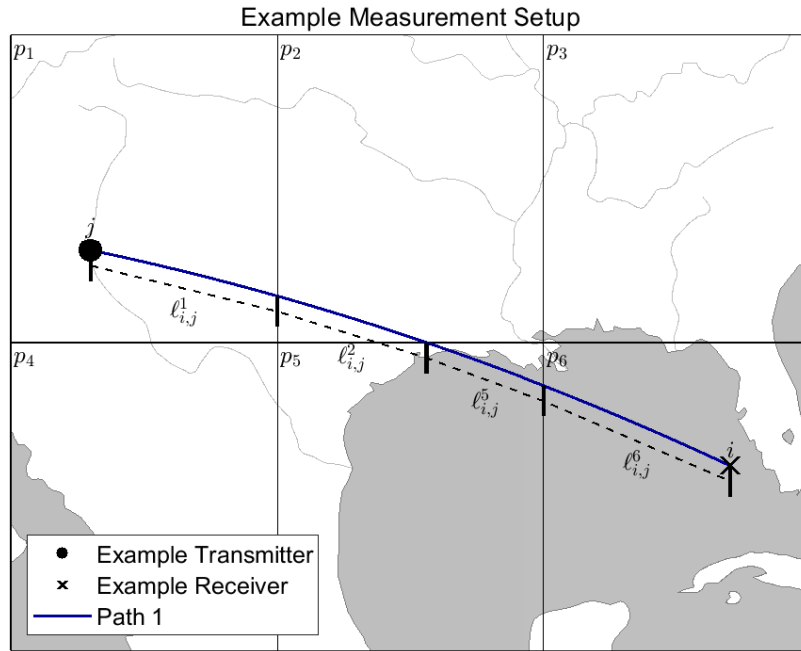 Example Measurement Setup
p₁ p₂ p₃
j
ℓ¹ᵢ,ⱼ
p₄ p₅ ℓ²ᵢ,ⱼ p₆
ℓ⁵ᵢ,ⱼ
i
ℓ⁶ᵢ,ⱼ
Example Transmitter
Example Receiver
Path 1